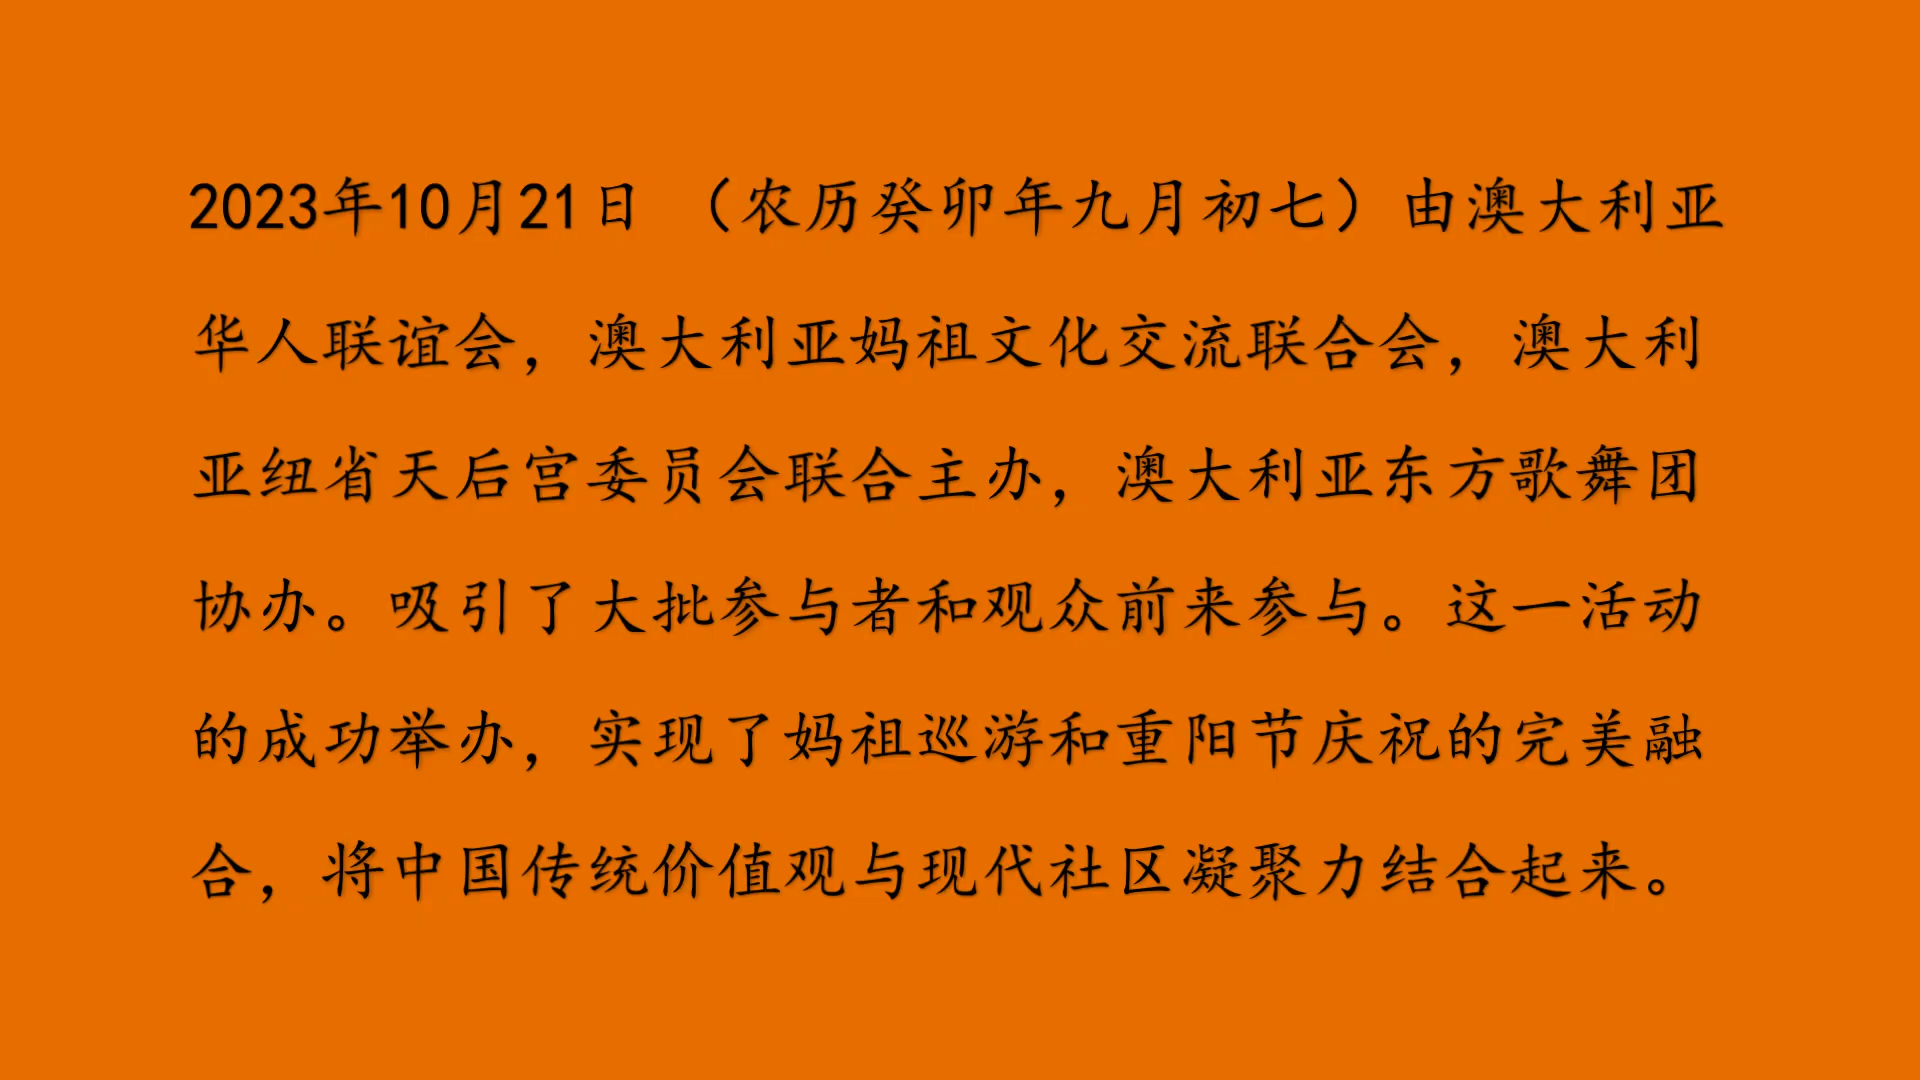 2023年10月21日 （农历癸卯年九月初七）由澳大利亚
华人联谊会，澳大利亚妈祖文化交流联合会，澳大利
亚纽省天后宫委员会联合主办，澳大利亚东方歌舞团
协办。吸引了大批参与者和观众前来参与。这一活动
的成功举办，实现了妈祖巡游和重阳节庆祝的完美融
合，将中国传统价值观与现代社区凝聚力结合起来。